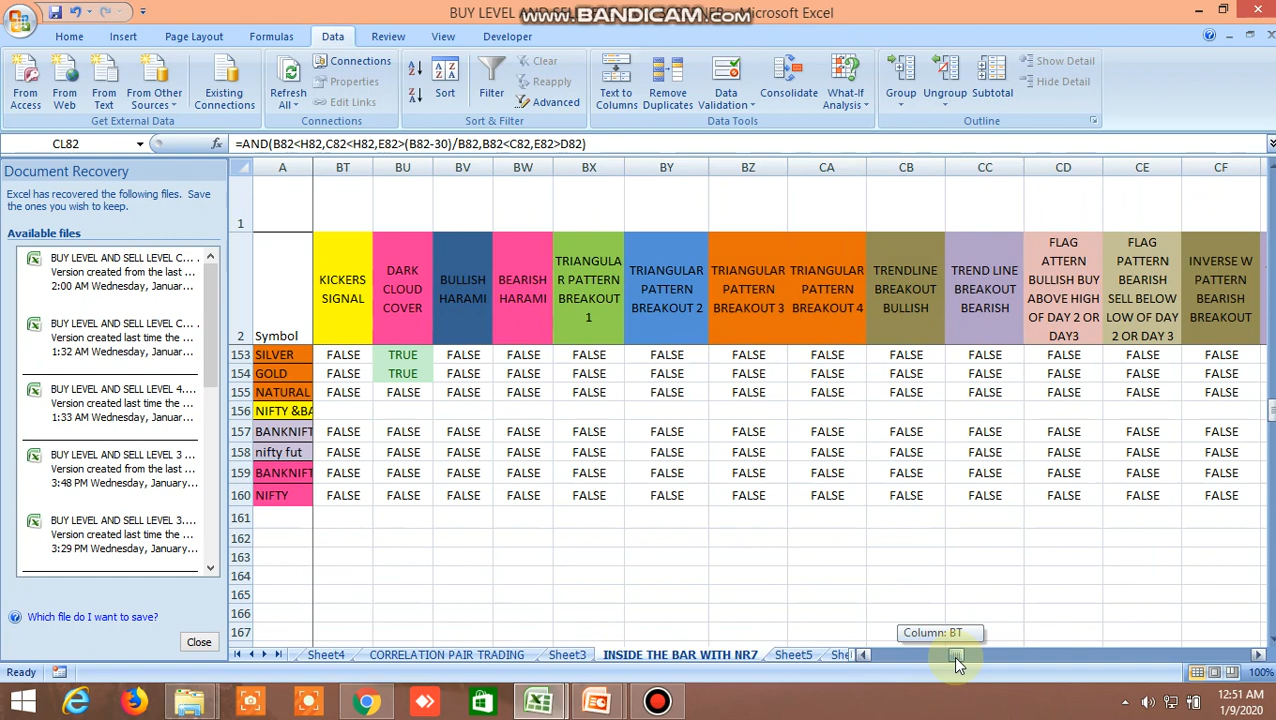 BUY LEVEL AND SELL LEVEL
www.BANDICAM.com
- Microsoft Excel
Home Insert Page Layout Formulas Data Review View Developer
From Access
From Web
From Text
From Other Sources
Existing Connections
Get External Data
Refresh All
Connections
Properties
Edit Links
Connections
Sort
Filter
Clear
Reapply
Advanced
Sort & Filter
Text to Columns
Remove Duplicates
Data Validation
Consolidate
What-If Analysis
Data Tools
Group
Ungroup
Subtotal
Show Detail
Hide Detail
Outline
CL82 fx =AND(B82<H82,C82<H82,E82>(B82-30)/B82,B82<C82,E82>D82)
Document Recovery
Excel has recovered the following files. Save
the ones you wish to keep.
Available files
BUY LEVEL AND SELL LEVEL C... .
Version created from the last ...
2:00 AM Wednesday, Januar...
BUY LEVEL AND SELL LEVEL C... .
Version created last time the ...
1:32 AM Wednesday, Januar...
BUY LEVEL AND SELL LEVEL 4....
Version created last time the ...
1:33 AM Wednesday, Januar...
BUY LEVEL AND SELL LEVEL 3 ...
Version created from the last ...
3:48 PM Wednesday, January...
BUY LEVEL AND SELL LEVEL 3....
Version created last time the ...
3:29 PM Wednesday, January...
Which file do I want to save?
Close
A BT BU BV BW BX BY BZ CA CB CC CD CE CF
1
2 Symbol
KICKERS SIGNAL
DARK CLOUD COVER
BULLISH HARAMI
BEARISH HARAMI
TRIANGULA R PATTERN BREAKOUT 1
TRIANGULAR PATTERN BREAKOUT 2
TRIANGULAR PATTERN BREAKOUT 3
TRIANGULAR PATTERN BREAKOUT 4
TRENDLINE BREAKOUT BULLISH
TREND LINE BREAKOUT BEARISH
FLAG ATTERN BULLISH BUY ABOVE HIGH OF DAY 2 OR DAY3
FLAG PATTERN BEARISH SELL BELOW LOW OF DAY 2 OR DAY 3
INVERSE W PATTERN BEARISH BREAKOUT
153 SILVER FALSE TRUE FALSE FALSE FALSE FALSE FALSE FALSE FALSE FALSE FALSE FALSE FALSE
154 GOLD FALSE TRUE FALSE FALSE FALSE FALSE FALSE FALSE FALSE FALSE FALSE FALSE FALSE
155 NATURAL FALSE FALSE FALSE FALSE FALSE FALSE FALSE FALSE FALSE FALSE FALSE FALSE FALSE
156 NIFTY &BA
157 BANKNIFT FALSE FALSE FALSE FALSE FALSE FALSE FALSE FALSE FALSE FALSE FALSE FALSE FALSE
158 nifty fut FALSE FALSE FALSE FALSE FALSE FALSE FALSE FALSE FALSE FALSE FALSE FALSE FALSE
159 BANKNIFT FALSE FALSE FALSE FALSE FALSE FALSE FALSE FALSE FALSE FALSE FALSE FALSE FALSE
160 NIFTY FALSE FALSE FALSE FALSE FALSE FALSE FALSE FALSE FALSE FALSE FALSE FALSE FALSE
161
162
163
164
165
166
167
Column: BT
Sheet4 CORRELATION PAIR TRADING Sheet3 INSIDE THE BAR WITH NR7 Sheet5 She
Ready 100%
12:51 AM
1/9/2020